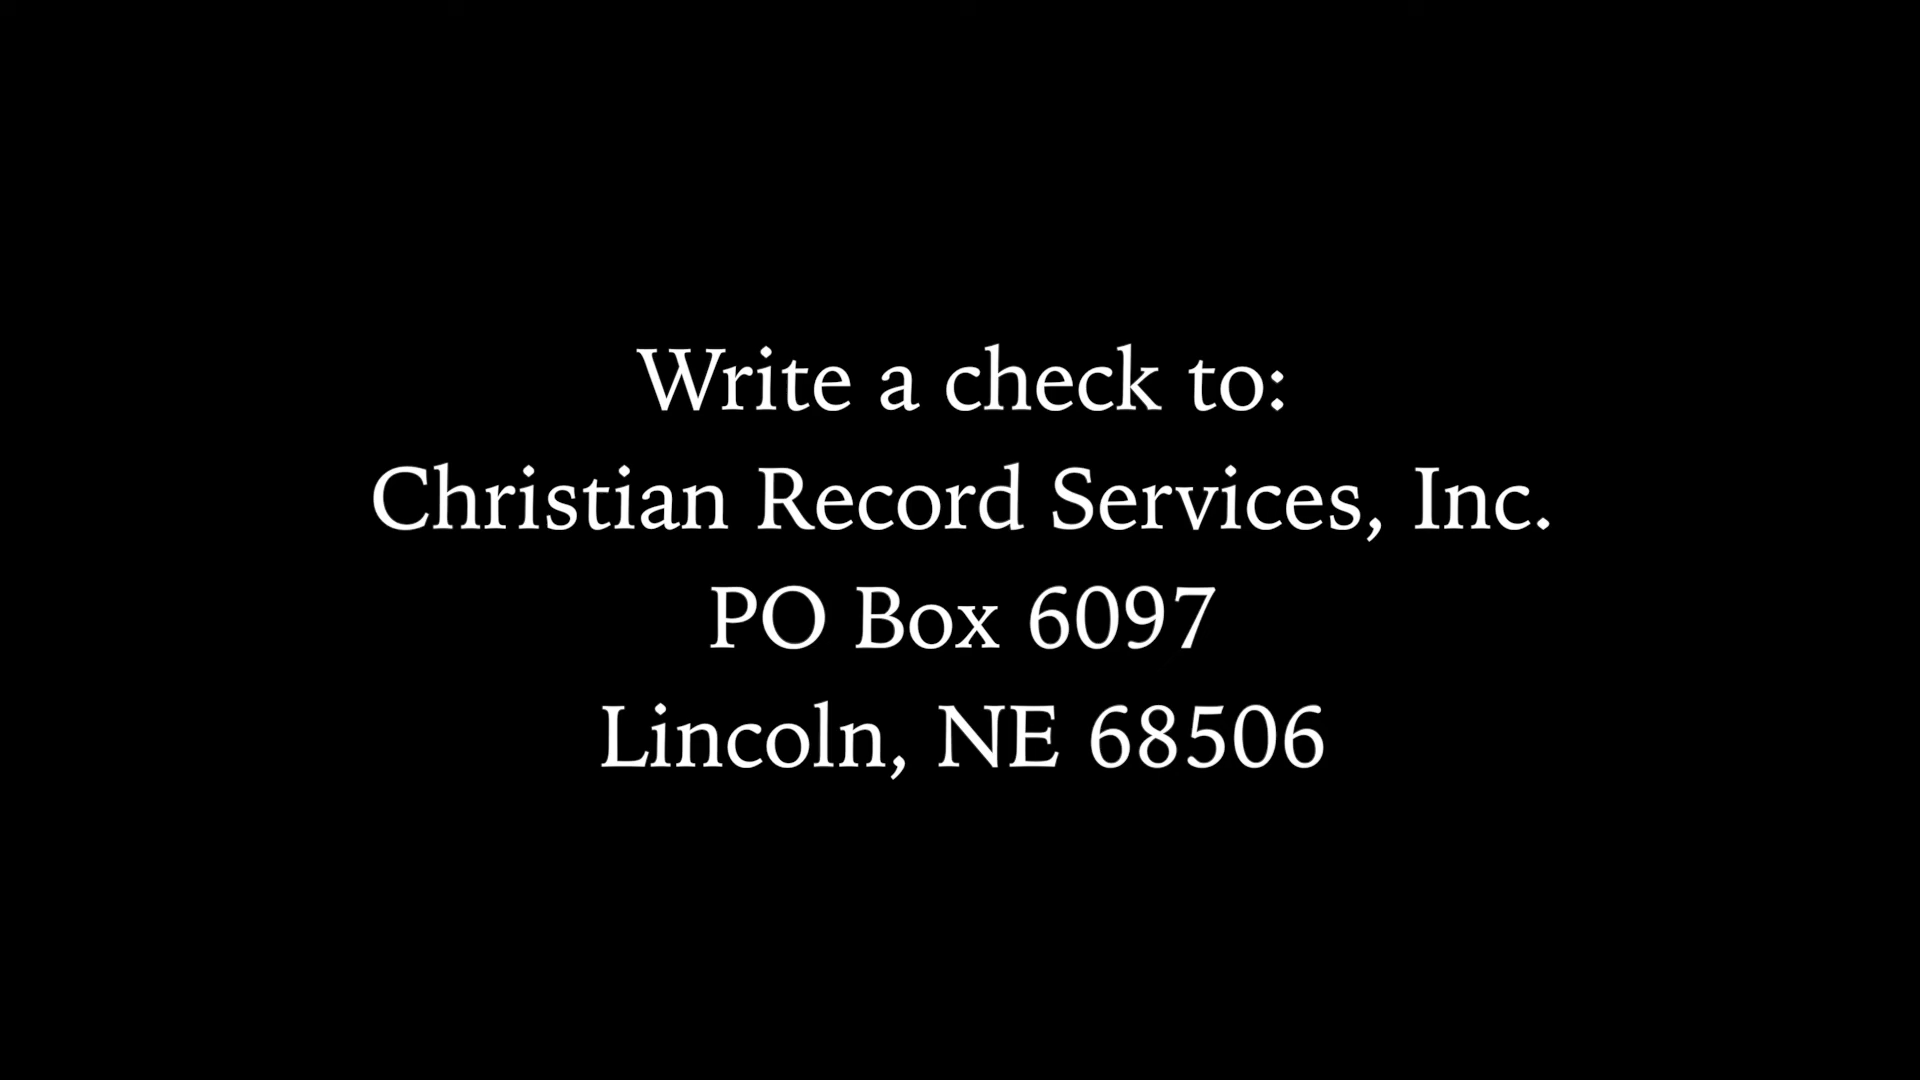 Write a check to:
Christian Record Services, Inc.
PO Box 6097
Lincoln, NE 68506